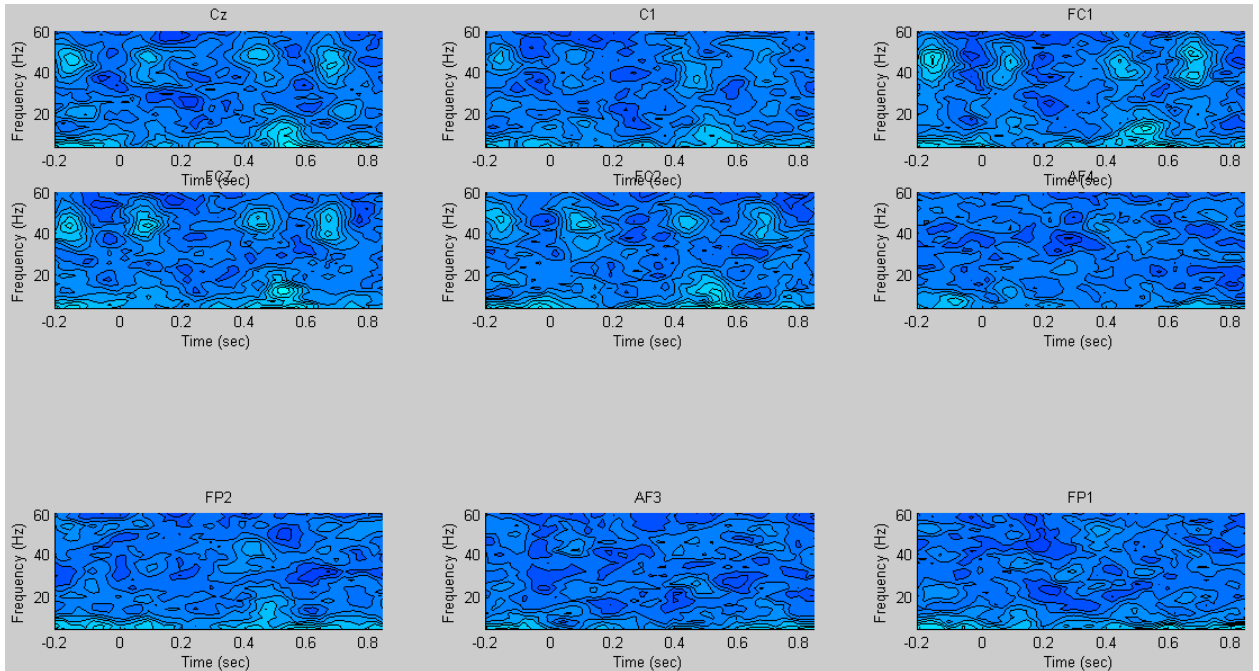 Cz C1 FC1
60 60 60
40 40 40
20 20 20
Frequency (Hz) Frequency (Hz) Frequency (Hz)
-0.2 0 0.2 0.4 0.6 0.8 -0.2 0 0.2 0.4 0.6 0.8 -0.2 0 0.2 0.4 0.6 0.8
Time (sec) Time (sec) Time (sec)
FCZ FC2 AF4
60 60 60
40 40 40
20 20 20
Frequency (Hz) Frequency (Hz) Frequency (Hz)
-0.2 0 0.2 0.4 0.6 0.8 -0.2 0 0.2 0.4 0.6 0.8 -0.2 0 0.2 0.4 0.6 0.8
Time (sec) Time (sec) Time (sec)
FP2 AF3 FP1
60 60 60
40 40 40
20 20 20
Frequency (Hz) Frequency (Hz) Frequency (Hz)
-0.2 0 0.2 0.4 0.6 0.8 -0.2 0 0.2 0.4 0.6 0.8 -0.2 0 0.2 0.4 0.6 0.8
Time (sec) Time (sec) Time (sec)